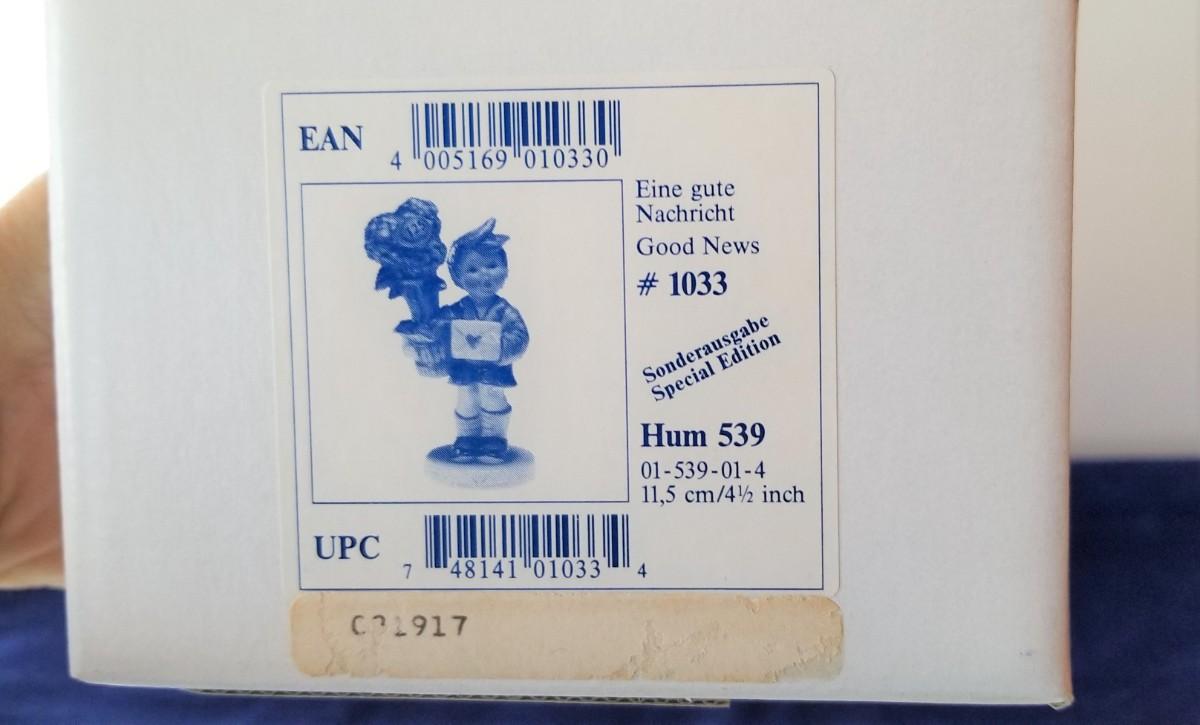 EAN
4 005169 010330
Eine gute
Nachricht
Good News
# 1033
Sonderausgabe
Special Edition
Hum 539
01-539-01-4
11,5 cm/4½ inch
UPC
7 48141 01033 4